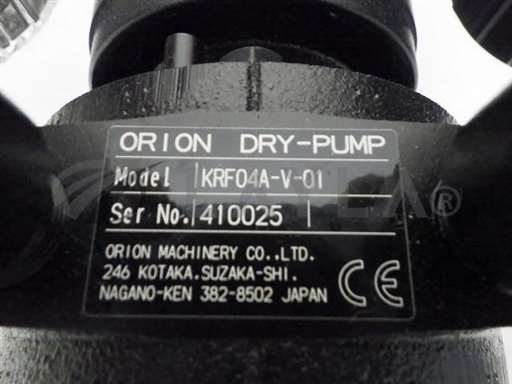 ORION DRY-PUMP
Model KRF04A-V-01
Ser No. 410025
ORION MACHINERY CO.,LTD.
246 KOTAKA.SUZAKA-SHI.
NAGANO-KEN 382-8502 JAPAN
CE